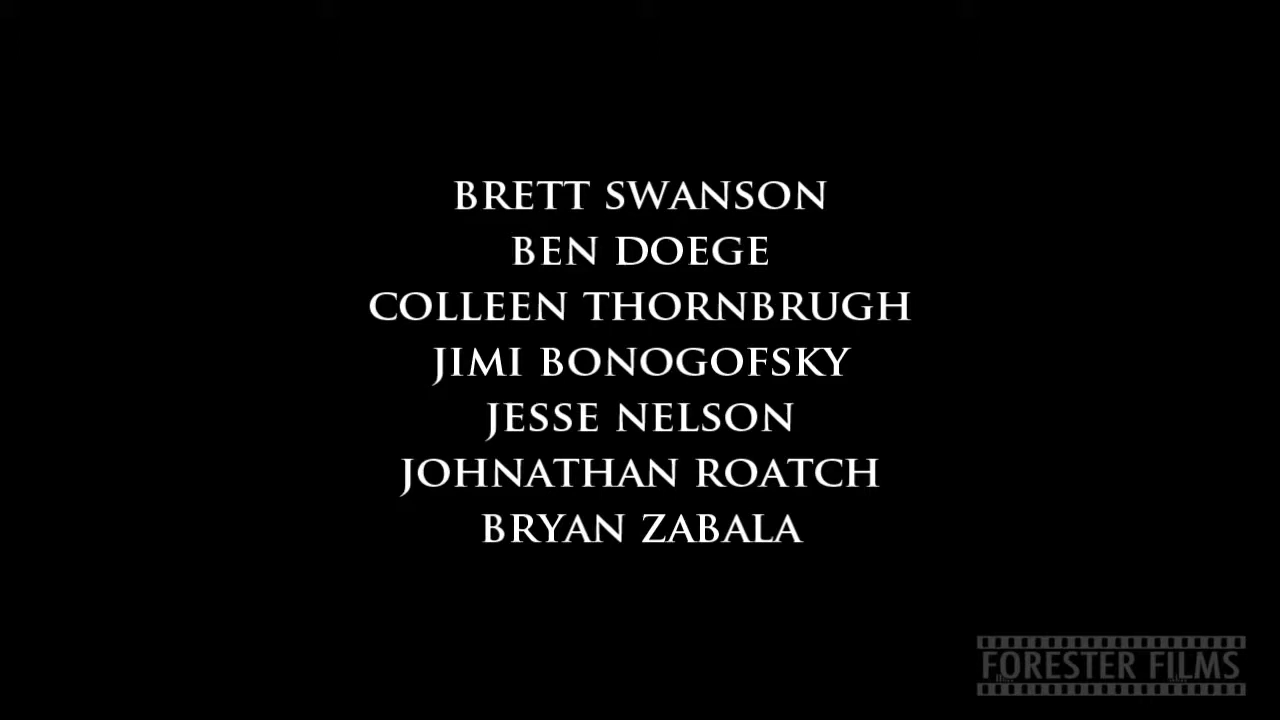 BRETT SWANSON
BEN DOEGE
COLLEEN THORNBRUGH
JIMI BONOGOFSKY
JESSE NELSON
JOHNATHAN ROATCH
BRYAN ZABALA
FORESTER FILMS